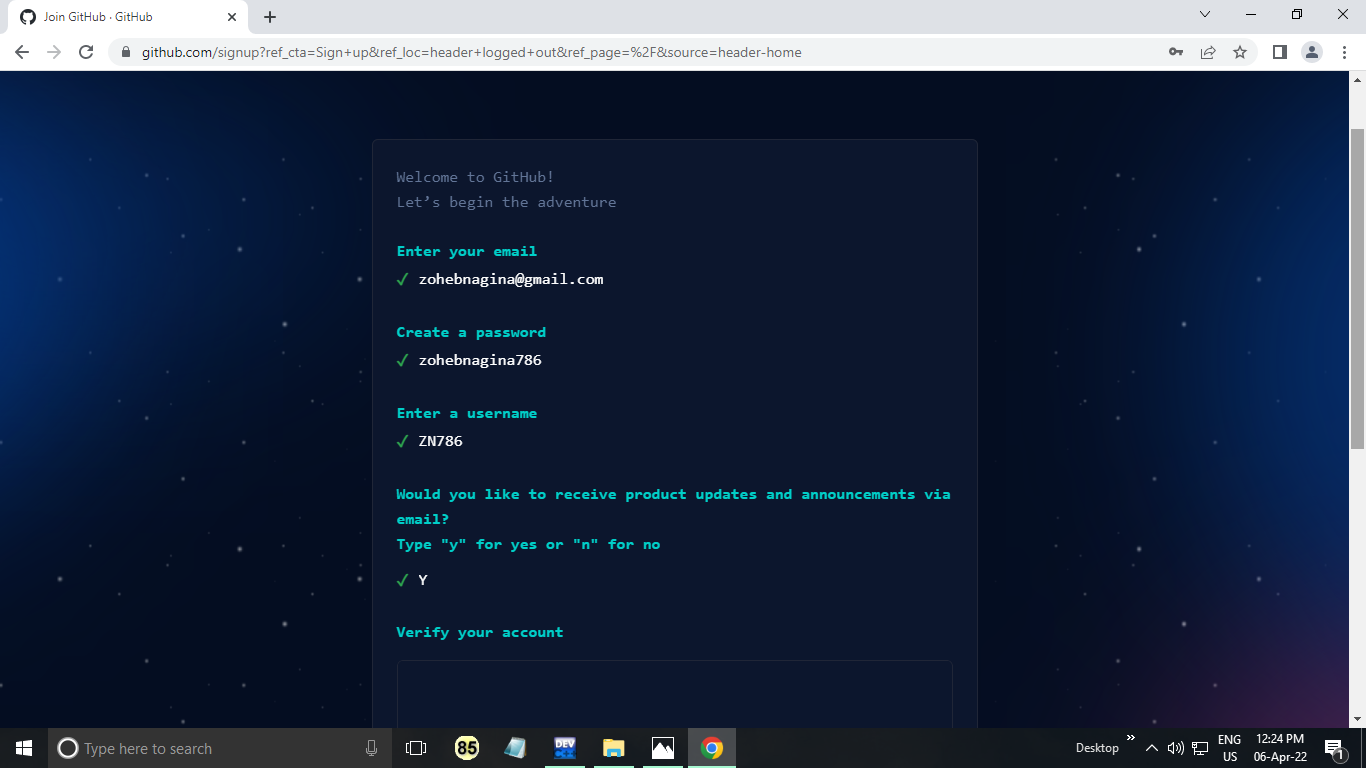 Join GitHub · GitHub
github.com/signup?ref_cta=Sign+up&ref_loc=header+logged+out&ref_page=%2F&source=header-home
Welcome to GitHub!
Let's begin the adventure
Enter your email
✓ zohebnagina@gmail.com
Create a password
✓ zohebnagina786
Enter a username
✓ ZN786
Would you like to receive product updates and announcements via
email?
Type "y" for yes or "n" for no
✓ Y
Verify your account
Type here to search
85
DEV
C++
Desktop
ENG
US
12:24 PM
06-Apr-22
1